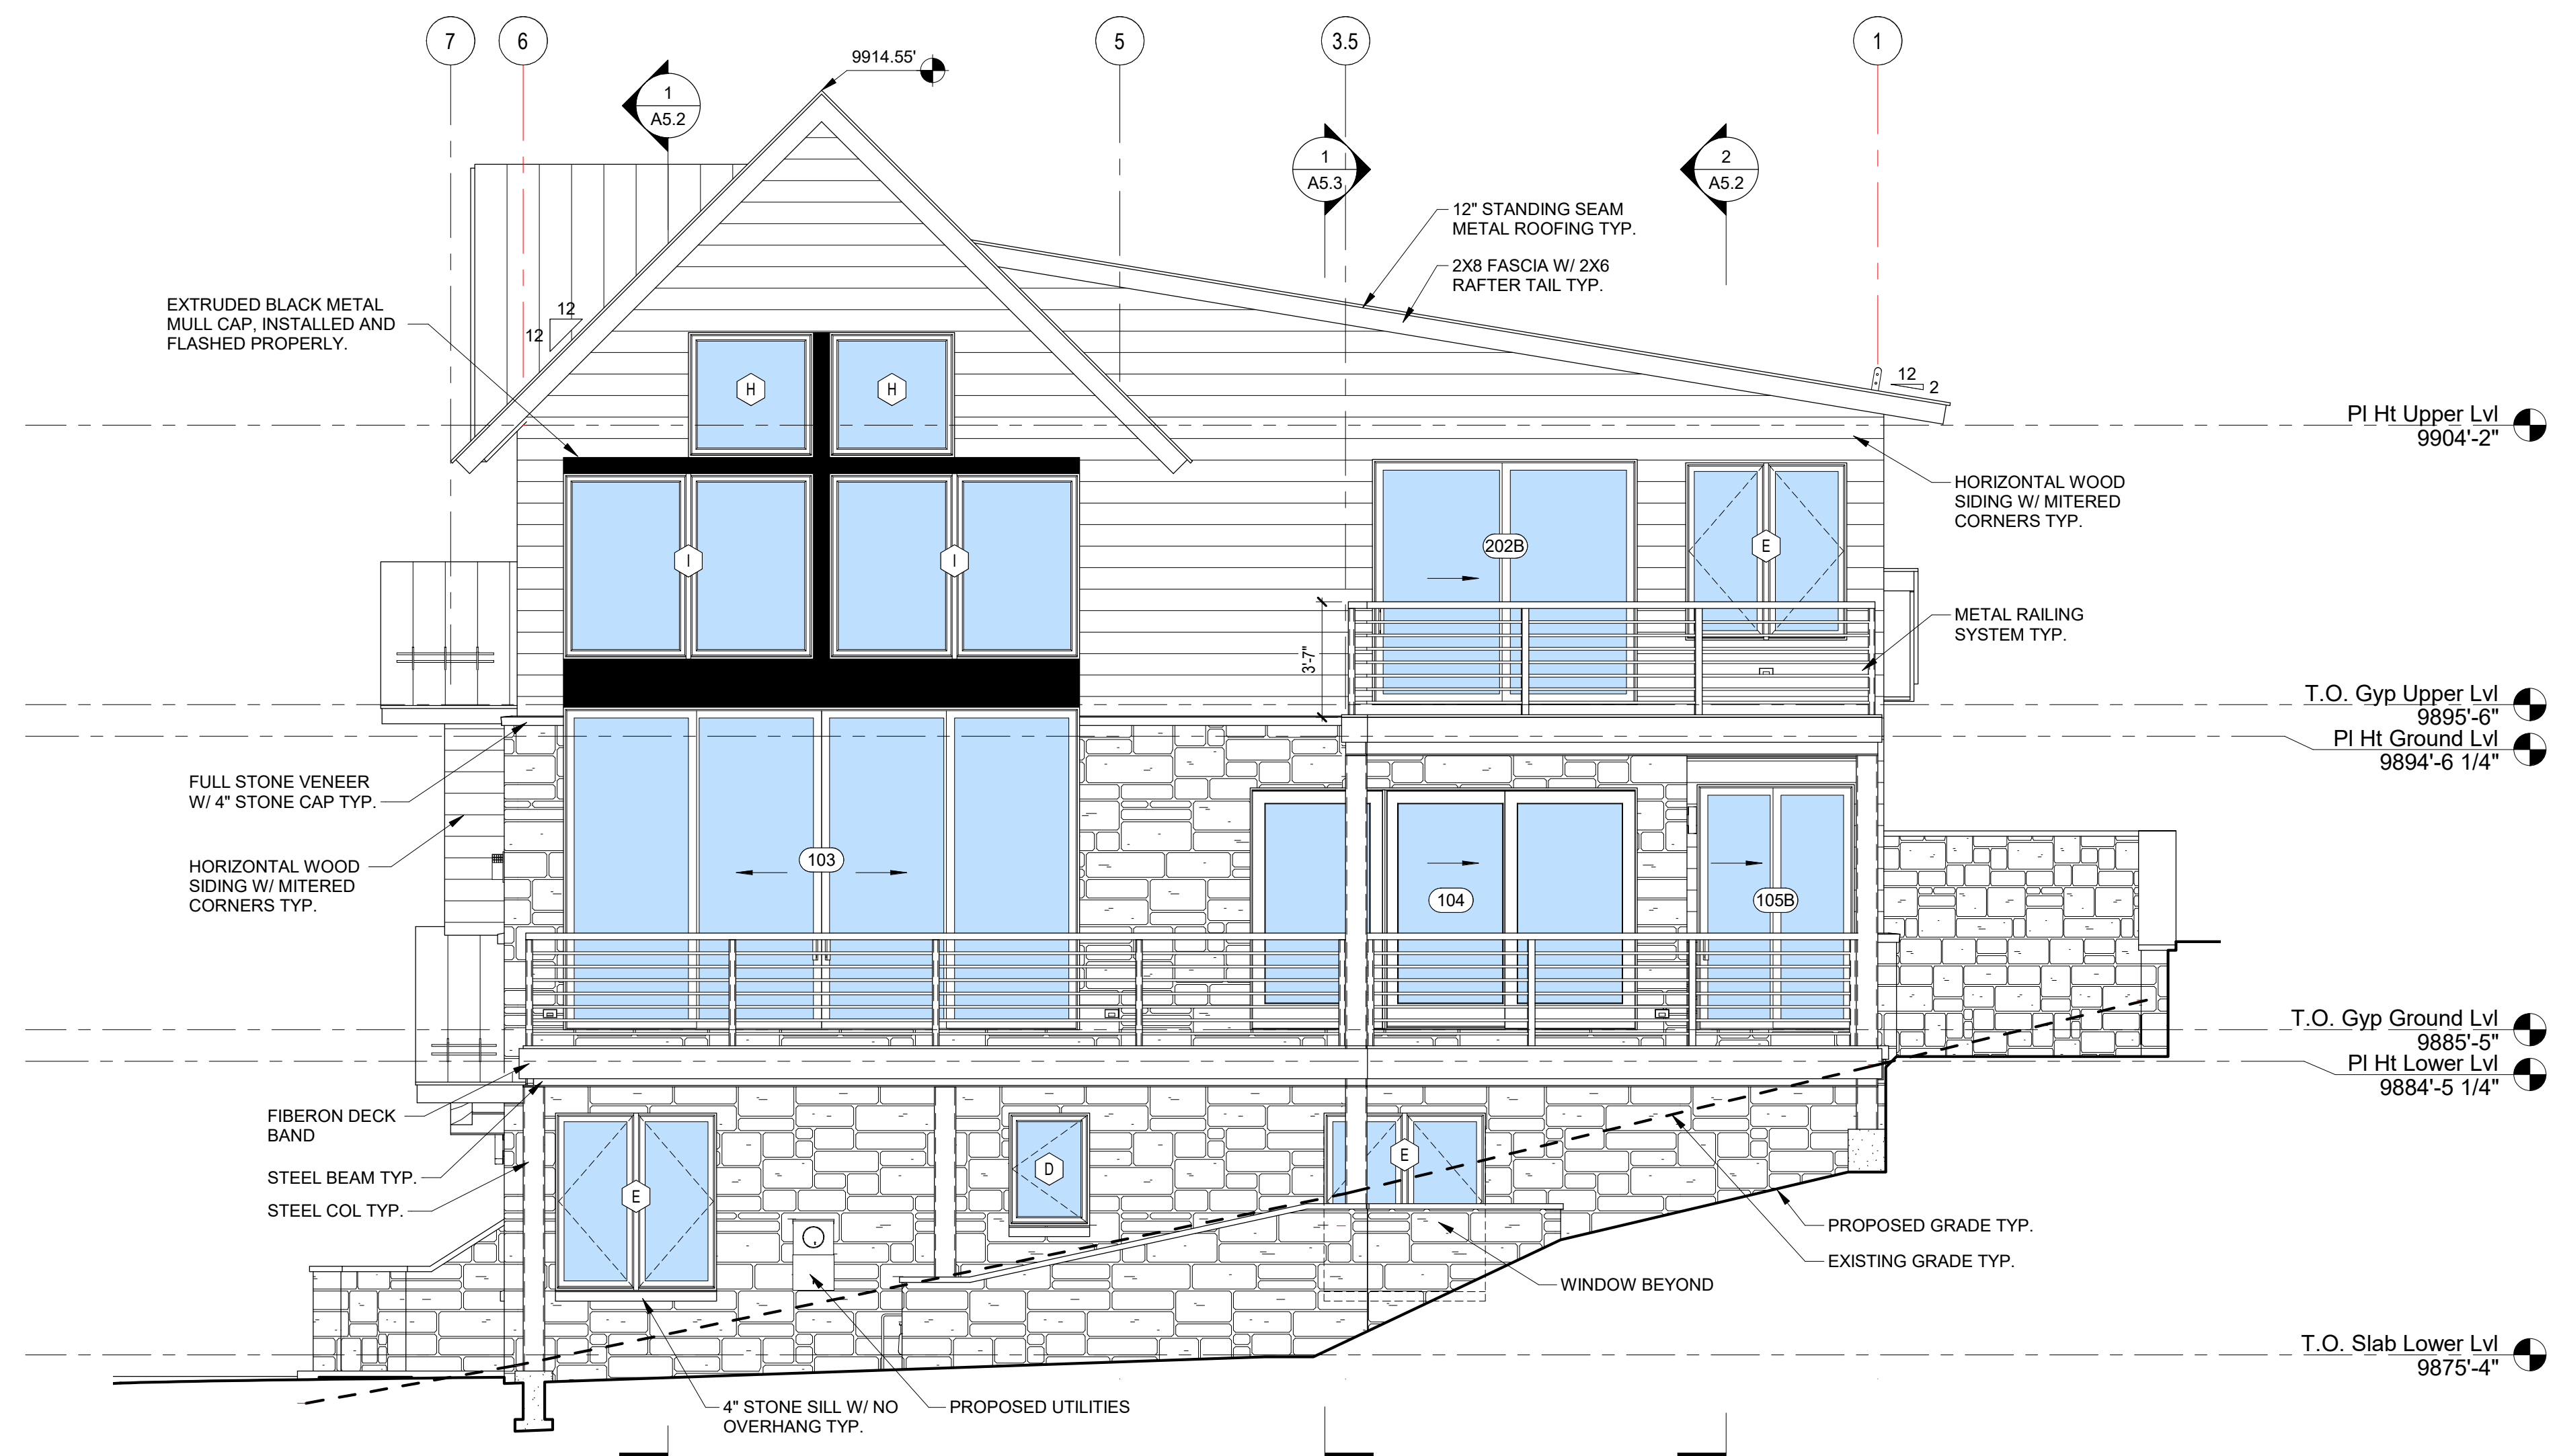 7
6
5
3.5
1
9914.55'
1
A5.2
1
A5.3
2
A5.2
12" STANDING SEAM
METAL ROOFING TYP.
2X8 FASCIA W/ 2X6
RAFTER TAIL TYP.
EXTRUDED BLACK METAL
MULL CAP, INSTALLED AND
FLASHED PROPERLY.
12
12
H
H
12
2
Pl Ht Upper Lvl
9904'-2"
HORIZONTAL WOOD
SIDING W/ MITERED
CORNERS TYP.
I
I
202B
E
METAL RAILING
SYSTEM TYP.
3'-7"
T.O. Gyp Upper Lvl
9895'-6"
Pl Ht Ground Lvl
9894'-6 1/4"
FULL STONE VENEER
W/ 4" STONE CAP TYP.
HORIZONTAL WOOD
SIDING W/ MITERED
CORNERS TYP.
103
104
105B
T.O. Gyp Ground Lvl
9885'-5"
Pl Ht Lower Lvl
9884'-5 1/4"
FIBERON DECK
BAND
STEEL BEAM TYP.
STEEL COL TYP.
E
D
E
PROPOSED GRADE TYP.
EXISTING GRADE TYP.
WINDOW BEYOND
T.O. Slab Lower Lvl
9875'-4"
4" STONE SILL W/ NO
OVERHANG TYP.
PROPOSED UTILITIES